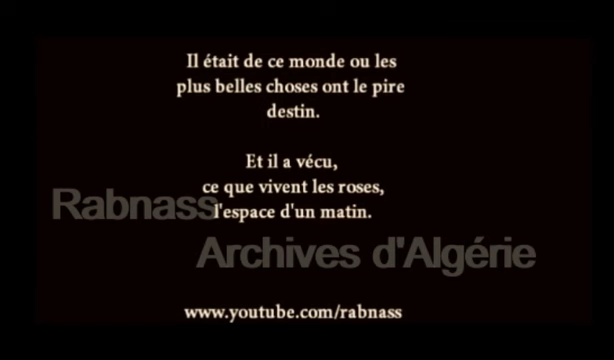 Il était de ce monde ou les
plus belles choses ont le pire
destin.
Et il a vécu,
ce que vivent les roses,
l'espace d'un matin.
Rabnass
Archives d'Algérie
www.youtube.com/rabnass